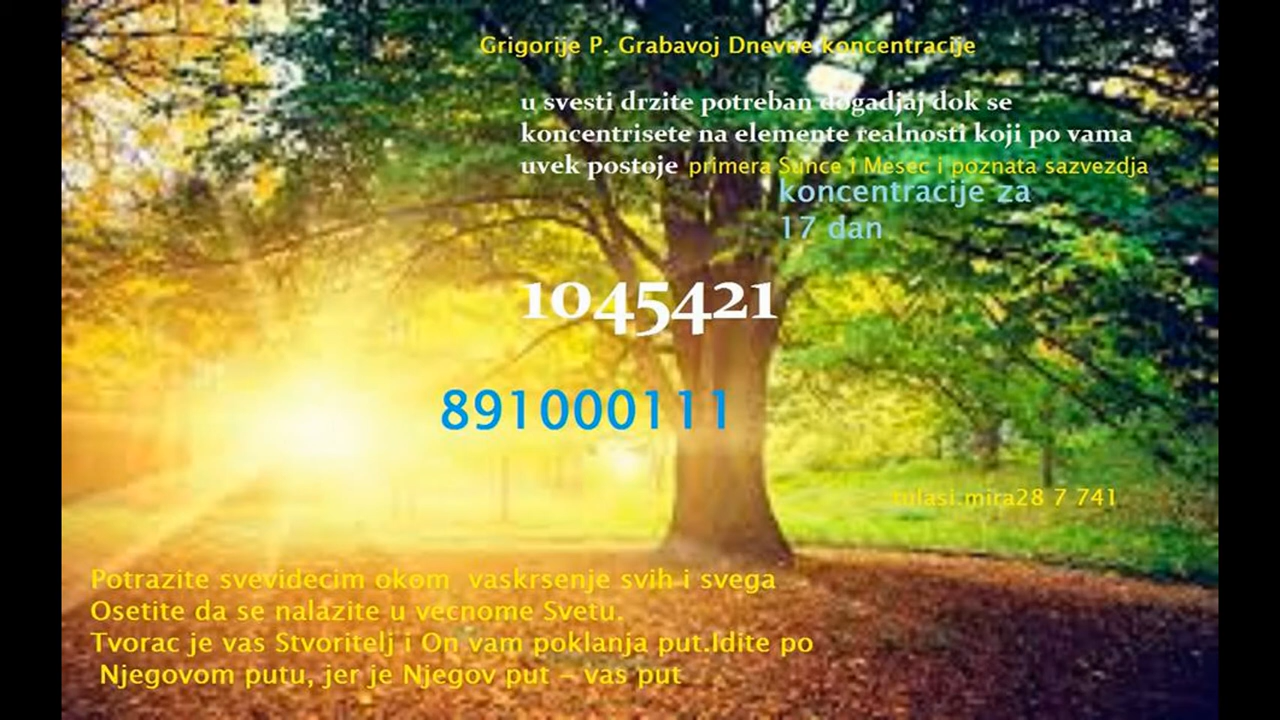 Grigorije P. Grabavoj Dnevne koncentracije
u svesti drzite potreban dogadjaj dok se
koncentrisete na elemente realnosti koji po vama
uvek postoje primera Sunce i Mesec i poznata sazvezdja
koncentracije za
17 dan
1045421
891000111
tulasi.mira28 7 741
Potrazite svevidecim okom vaskrsenje svih i svega
Osetite da se nalazite u vecnome Svetu.
Tvorac je vas Stvoritelj i On vam poklanja put.Idite po
Njegovom putu, jer je Njegov put - vas put